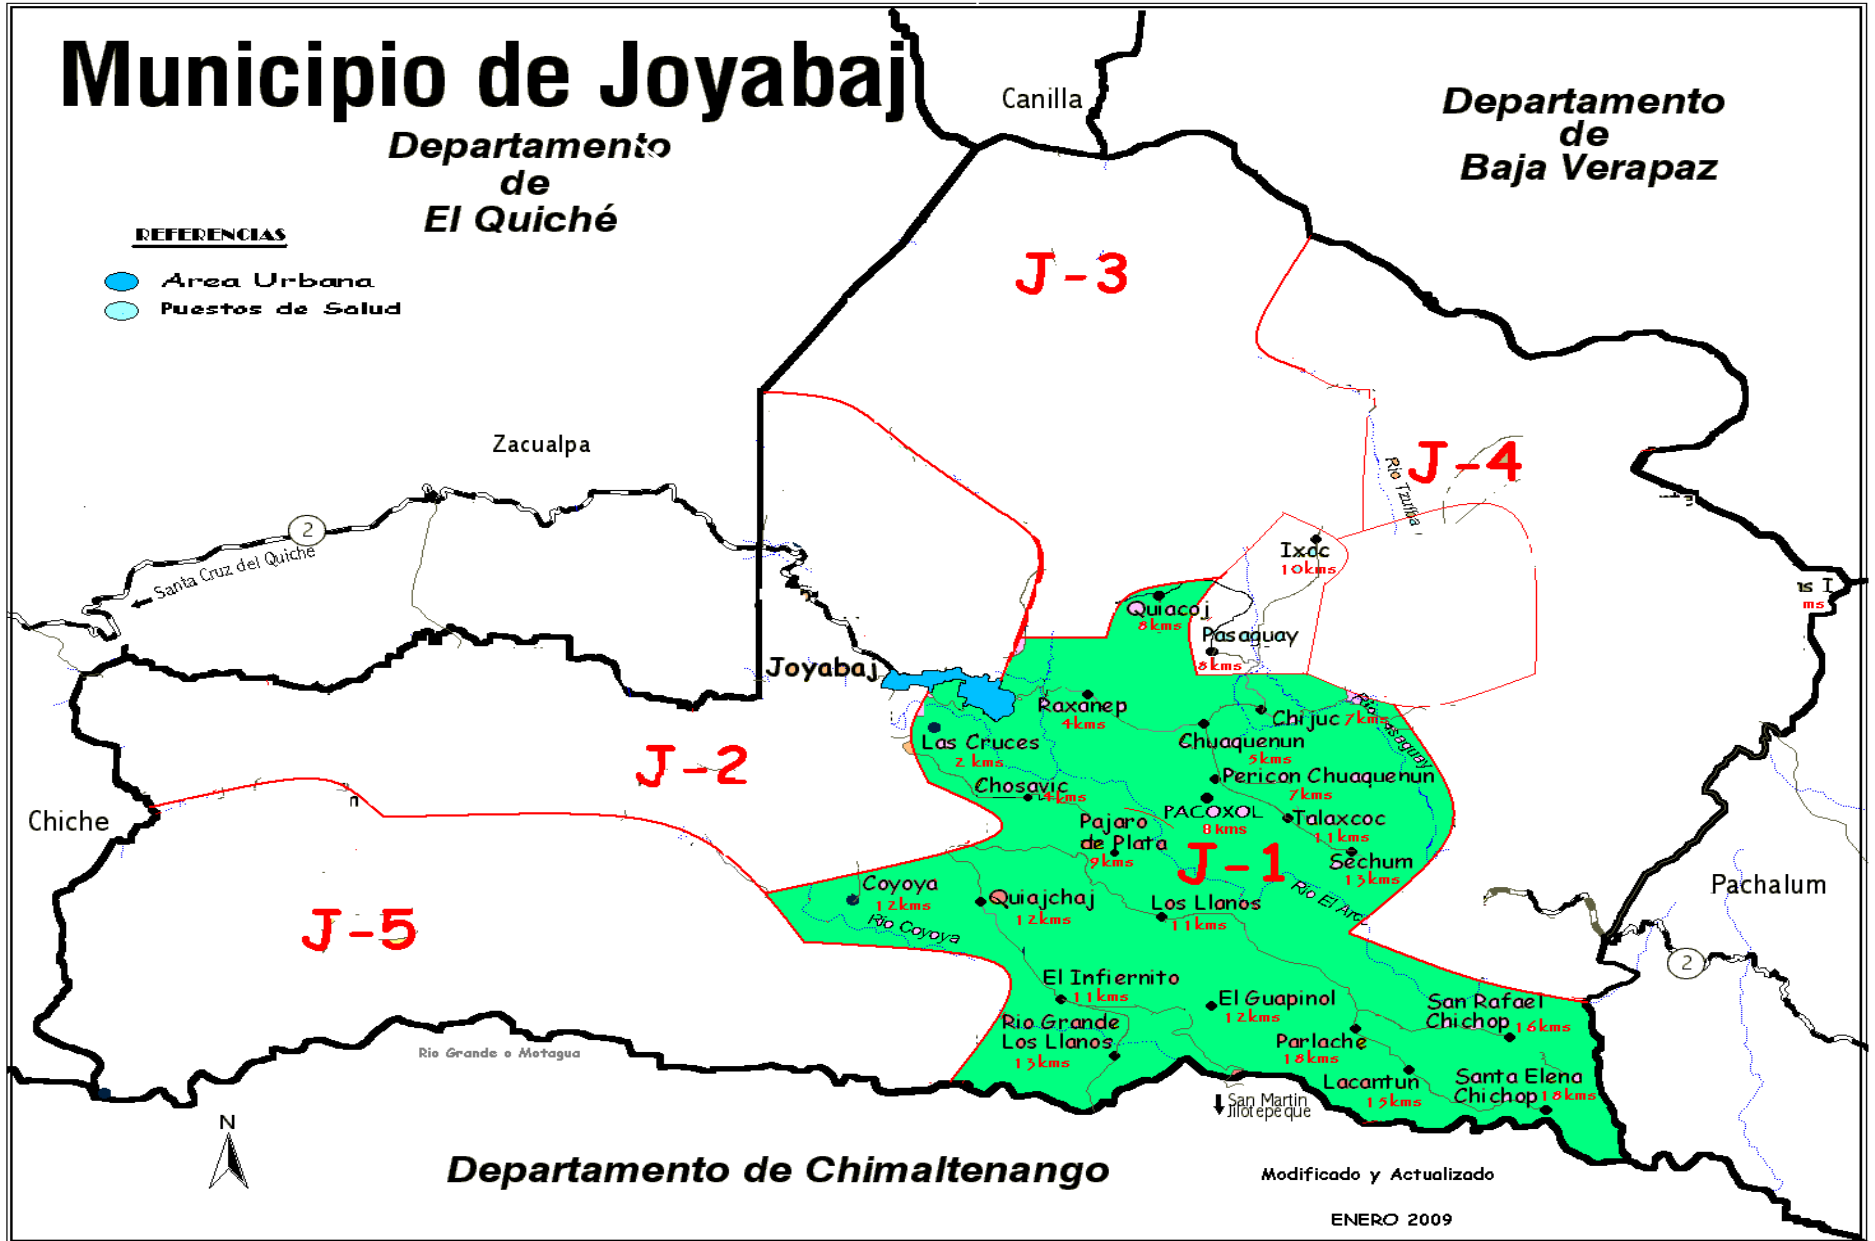 Municipio de Joyabaj
Departamento
de
El Quiché
Canilla
Departamento
de
Baja Verapaz
REFERENCIAS
Area Urbana
Puestos de Salud
J-3
Zacualpa
2
Santa Cruz del Quiche
J-4
Ixcc
10kms
Quiacoj
8kms
Pasaguay
8kms
ms
Joyabaj
Raxanep
4kms
Chijuc 7kms
Las Cruces
2 kms
Chuaquenun
5kms
J-2
Chosavic
4kms
Pericon Chuaquenun
7kms
Chiche
PACOXOL
8kms
Pajaro
de Plata
9kms
Talaxcoc
11kms
J-1
Sechum
13kms
Pachalum
Coyoya
12kms
Quiajchaj
12kms
Los Llanos
11kms
Rio El Arc
Rio Coyoya
J-5
2
El Infiernito
11kms
El Guapinol
12kms
San Rafael
Chichop 16kms
Rio Grande
Los Llanos
13kms
Parlache
18kms
Rio Grande o Motagua
Lacantun
15kms
Santa Elena
Chichop 18kms
San Martin
Jilotepeque
N
Departamento de Chimaltenango
Modificado y Actualizado
ENERO 2009